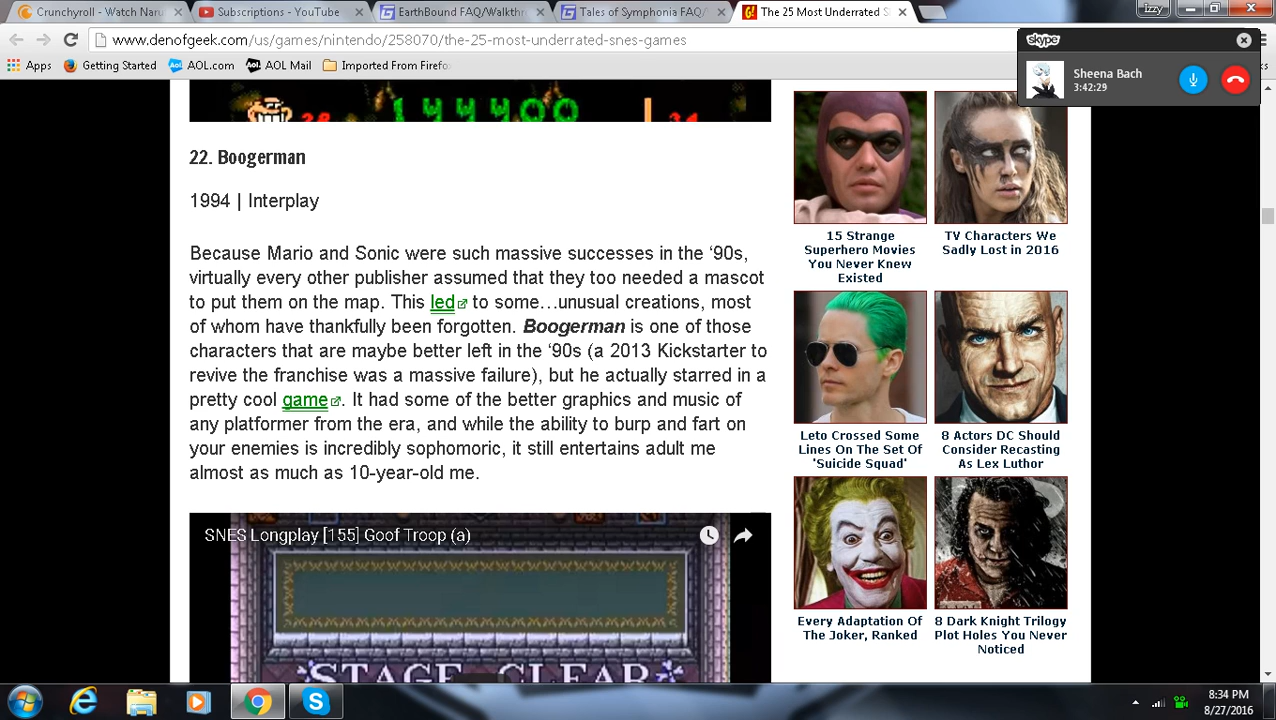 Crunchyroll - Watch Naru
Subscriptions - YouTube
EarthBound FAQ/Walkthr
Tales of Symphonia FAQ/
The 25 Most Underrated S
Izzy
www.denofgeek.com/us/games/nintendo/258070/the-25-most-underrated-snes-games
Apps
Getting Started
AOL.com
AOL Mail
Imported From Firefo
skype
Sheena Bach
3:42:29
28 144400 34
22. Boogerman
1994 | Interplay
Because Mario and Sonic were such massive successes in the ‘90s,
virtually every other publisher assumed that they too needed a mascot
to put them on the map. This led to some…unusual creations, most
of whom have thankfully been forgotten. Boogerman is one of those
characters that are maybe better left in the ‘90s (a 2013 Kickstarter to
revive the franchise was a massive failure), but he actually starred in a
pretty cool game. It had some of the better graphics and music of
any platformer from the era, and while the ability to burp and fart on
your enemies is incredibly sophomoric, it still entertains adult me
almost as much as 10-year-old me.
SNES Longplay [155] Goof Troop (a)
STAGE CLEAR
15 Strange
Superhero Movies
You Never Knew
Existed
TV Characters We
Sadly Lost in 2016
Leto Crossed Some
Lines On The Set Of
'Suicide Squad'
8 Actors DC Should
Consider Recasting
As Lex Luthor
Every Adaptation Of
The Joker, Ranked
8 Dark Knight Trilogy
Plot Holes You Never
Noticed
8:34 PM
8/27/2016